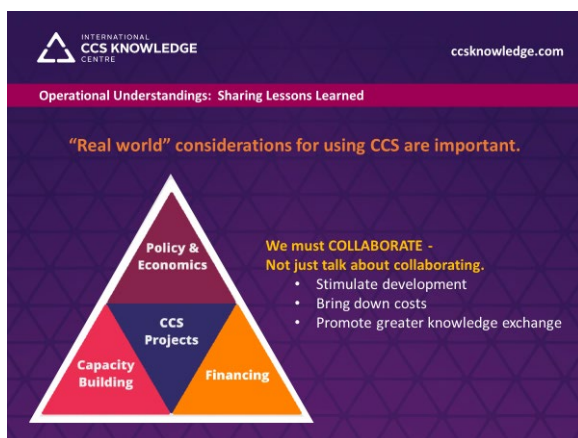 INTERNATIONAL
CCS KNOWLEDGE
CENTRE
ccsknowledge.com
Operational Understandings: Sharing Lessons Learned
“Real world” considerations for using CCS are important.
Policy &
Economics
CCS
Projects
Capacity
Building
Financing
We must COLLABORATE -
Not just talk about collaborating.
• Stimulate development
• Bring down costs
• Promote greater knowledge exchange